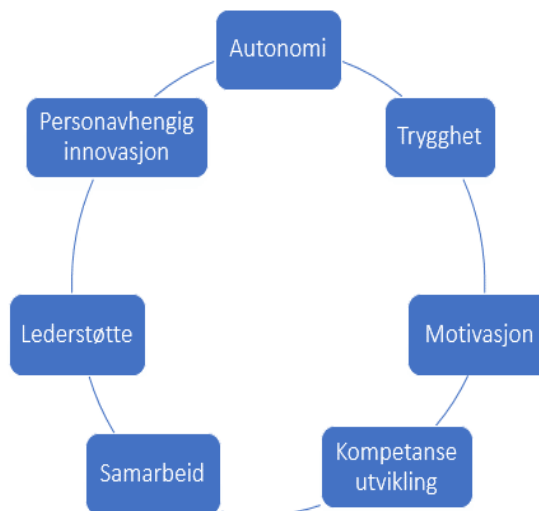 Autonomi
Trygghet
Motivasjon
Kompetanse
utvikling
Samarbeid
Lederstøtte
Personavhengig
innovasjon